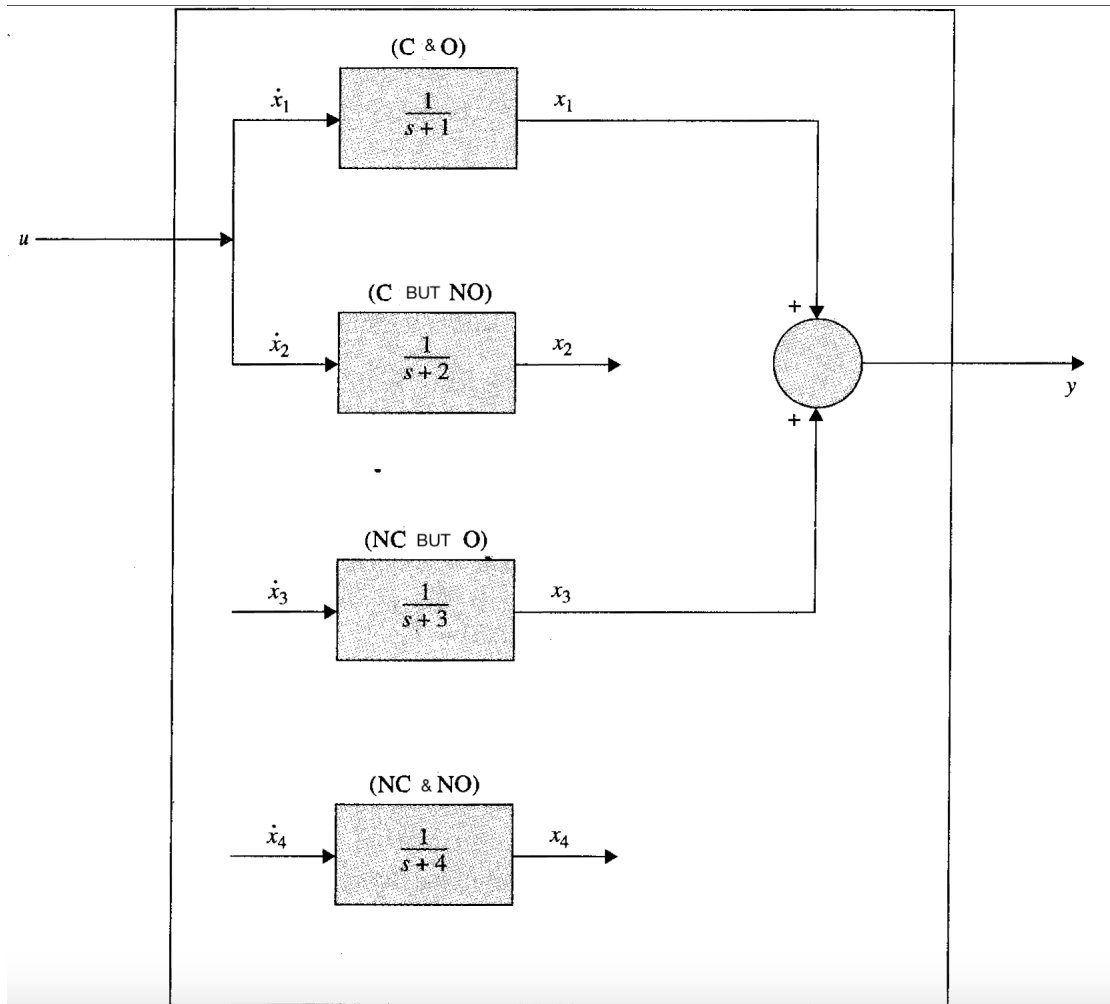 (C & O)
ẋ1
1
s + 1
x1
u
(C BUT NO)
ẋ2
1
s + 2
x2
+
y
+
(NC BUT O)
ẋ3
1
s + 3
x3
(NC & NO)
ẋ4
1
s + 4
x4